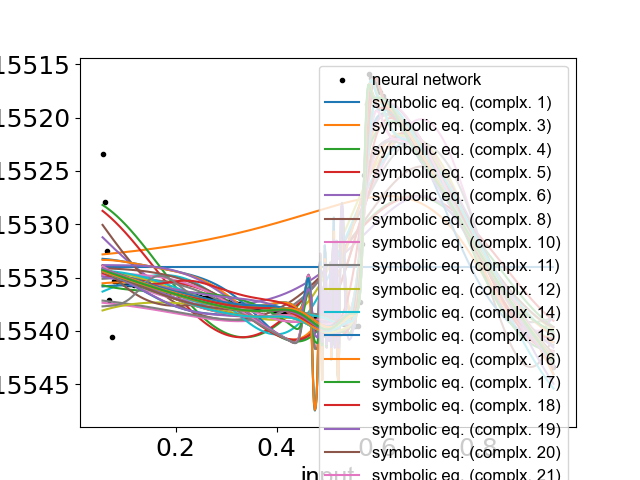 15515
15520
15525
15530
15535
15540
15545
0.2
0.4
0.6
0.8
input
neural network
symbolic eq. (complx. 1)
symbolic eq. (complx. 3)
symbolic eq. (complx. 4)
symbolic eq. (complx. 5)
symbolic eq. (complx. 6)
symbolic eq. (complx. 8)
symbolic eq. (complx. 10)
symbolic eq. (complx. 11)
symbolic eq. (complx. 12)
symbolic eq. (complx. 14)
symbolic eq. (complx. 15)
symbolic eq. (complx. 16)
symbolic eq. (complx. 17)
symbolic eq. (complx. 18)
symbolic eq. (complx. 19)
symbolic eq. (complx. 20)
symbolic eq. (complx. 21)